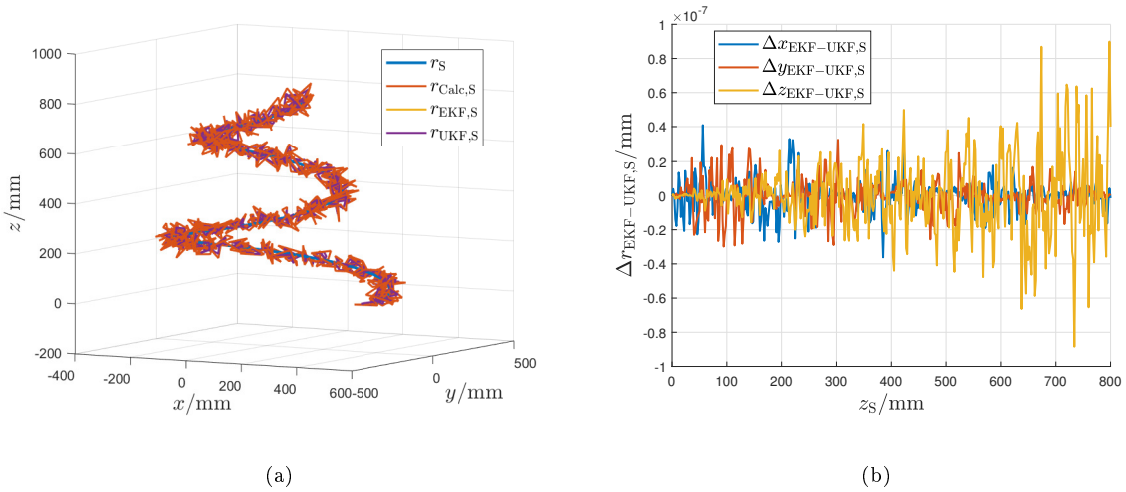 1000
800
600
400
200
0
-200
z/mm
-400
-200
0
200
400
600
-500
0
500
x/mm
y/mm
r_S
r_Calc,S
r_EKF,S
r_UKF,S
(a)
×10^-7
1
0.8
0.6
0.4
0.2
0
-0.2
-0.4
-0.6
-0.8
-1
Δr_EKF−UKF,S/mm
Δx_EKF−UKF,S
Δy_EKF−UKF,S
Δz_EKF−UKF,S
0
100
200
300
400
500
600
700
800
z_S/mm
(b)